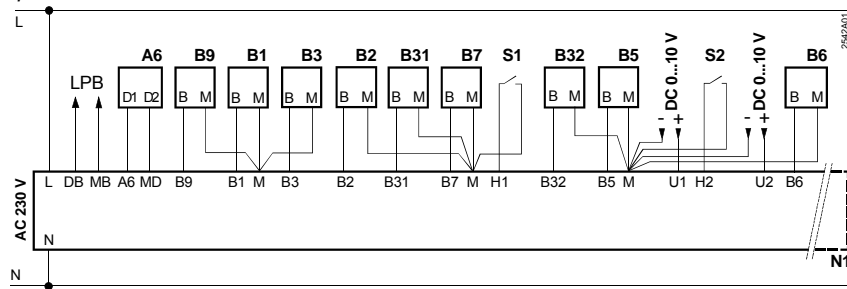 L
2542A01
LPB
A6 B9 B1 B3 B2 B31 B7 S1 B32 B5 DC 0...10 V S2 DC 0...10 V B6
D1 D2 B M B M B M B M B M B M B M B M - + - + B M
L DB MB A6 MD B9 B1 M B3 B2 B31 B7 M H1 B32 B5 M U1 H2 U2 B6
AC 230 V
N
N1
N